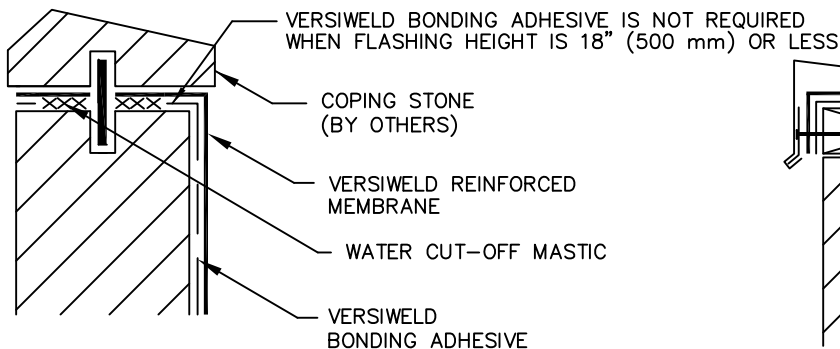 VERSIWELD BONDING ADHESIVE IS NOT REQUIRED
WHEN FLASHING HEIGHT IS 18" (500 mm) OR LESS
COPING STONE
(BY OTHERS)
VERSIWELD REINFORCED
MEMBRANE
WATER CUT-OFF MASTIC
VERSIWELD
BONDING ADHESIVE